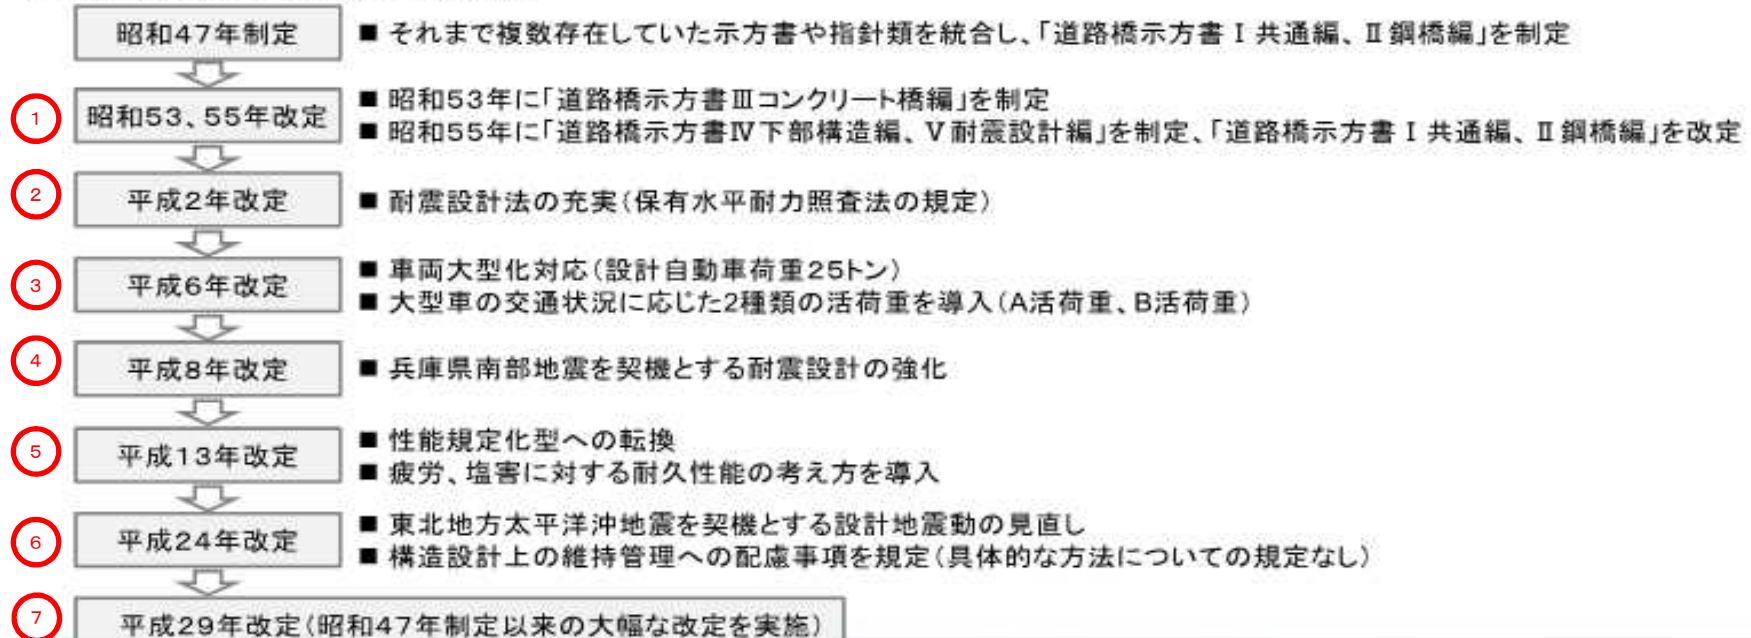 昭和47年制定
■ それまで複数存在していた示方書や指針類を統合し、「道路橋示方書Ⅰ共通編、Ⅱ鋼橋編」を制定
1
昭和53、55年改定
■ 昭和53年に「道路橋示方書Ⅲコンクリート橋編」を制定
■ 昭和55年に「道路橋示方書Ⅳ下部構造編、Ⅴ耐震設計編」を制定、「道路橋示方書Ⅰ共通編、Ⅱ鋼橋編」を改定
2
平成2年改定
■ 耐震設計法の充実(保有水平耐力照査法の規定)
3
平成6年改定
■ 車両大型化対応(設計自動車荷重25トン)
■ 大型車の交通状況に応じた2種類の活荷重を導入(A活荷重、B活荷重)
4
平成8年改定
■ 兵庫県南部地震を契機とする耐震設計の強化
5
平成13年改定
■ 性能規定化型への転換
■ 疲労、塩害に対する耐久性能の考え方を導入
6
平成24年改定
■ 東北地方太平洋沖地震を契機とする設計地震動の見直し
■ 構造設計上の維持管理への配慮事項を規定(具体的な方法についての規定なし)
7
平成29年改定(昭和47年制定以来の大幅な改定を実施)